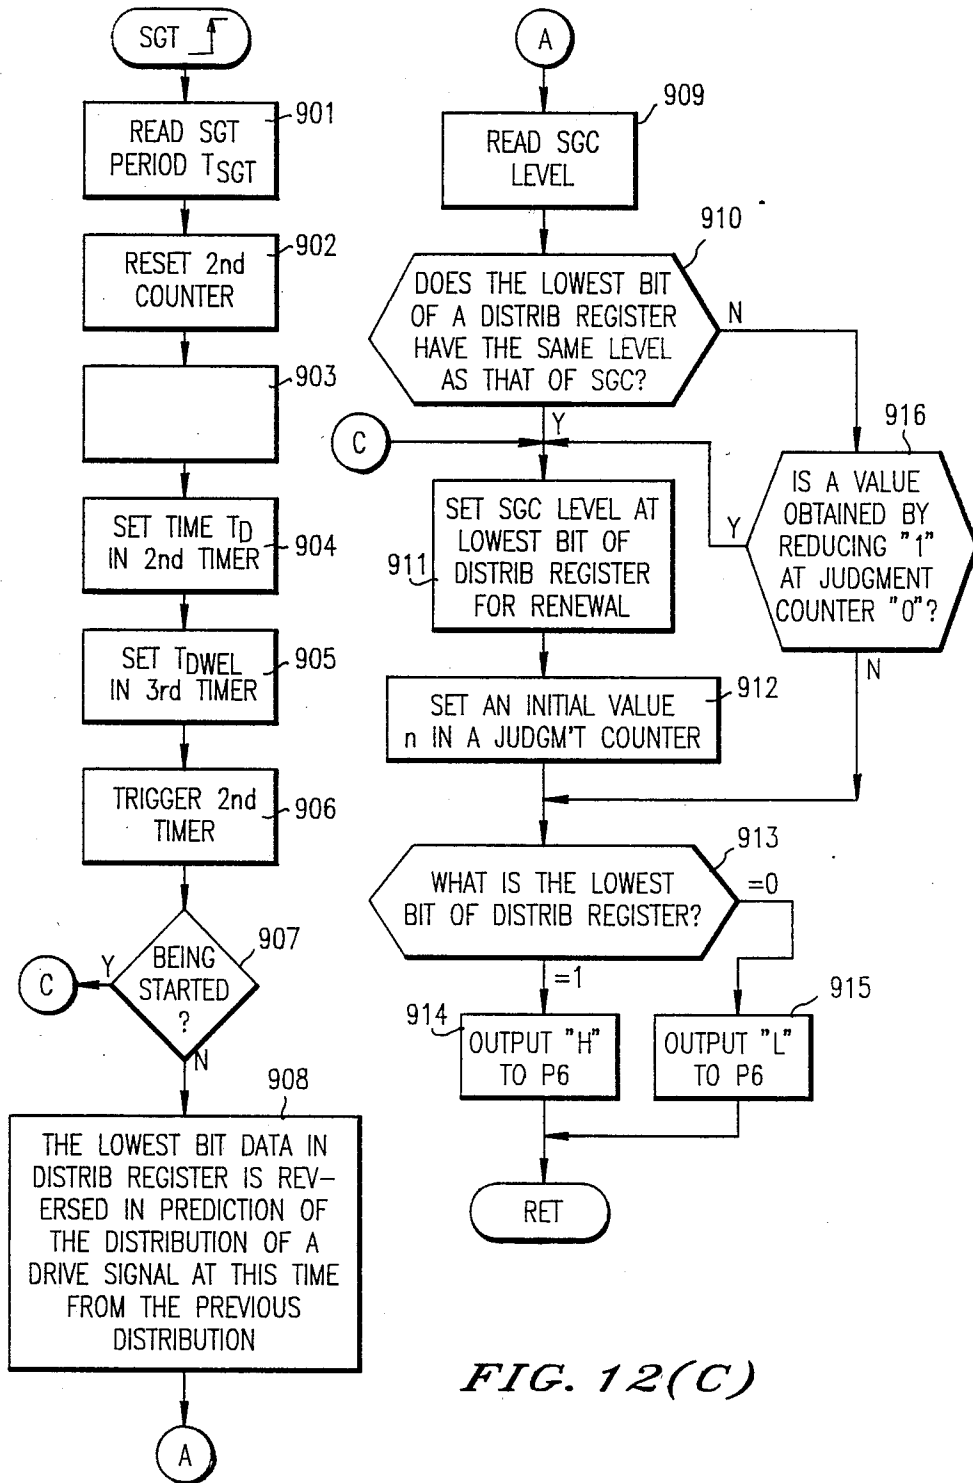 SGT
901
READ SGT
PERIOD TSGT
902
RESET 2nd
COUNTER
903
SET TIME TD
IN 2nd TIMER
904
SET TDWEL
IN 3rd TIMER
905
TRIGGER 2nd
TIMER
906
907
BEING
STARTED
?
Y
C
N
908
THE LOWEST BIT DATA IN
DISTRIB REGISTER IS REV-
ERSED IN PREDICTION OF
THE DISTRIBUTION OF A
DRIVE SIGNAL AT THIS TIME
FROM THE PREVIOUS
DISTRIBUTION
A
A
909
READ SGC
LEVEL
910
DOES THE LOWEST BIT
OF A DISTRIB REGISTER
HAVE THE SAME LEVEL
AS THAT OF SGC?
N
Y
C
916
IS A VALUE
OBTAINED BY
REDUCING "1"
AT JUDGMENT
COUNTER "0"?
Y
N
911
SET SGC LEVEL AT
LOWEST BIT OF
DISTRIB REGISTER
FOR RENEWAL
912
SET AN INITIAL VALUE
n IN A JUDGM'T COUNTER
913
WHAT IS THE LOWEST
BIT OF DISTRIB REGISTER?
=0
=1
914
OUTPUT "H"
TO P6
915
OUTPUT "L"
TO P6
RET
FIG. 12(C)